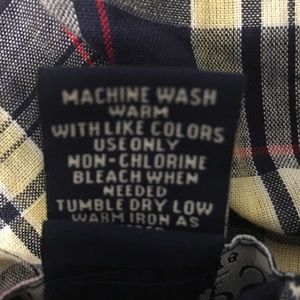 MACHINE WASH
WARM
WITH LIKE COLORS
USE ONLY
NON-CHLORINE
BLEACH WHEN
NEEDED
TUMBLE DRY LOW
WARM IRON AS